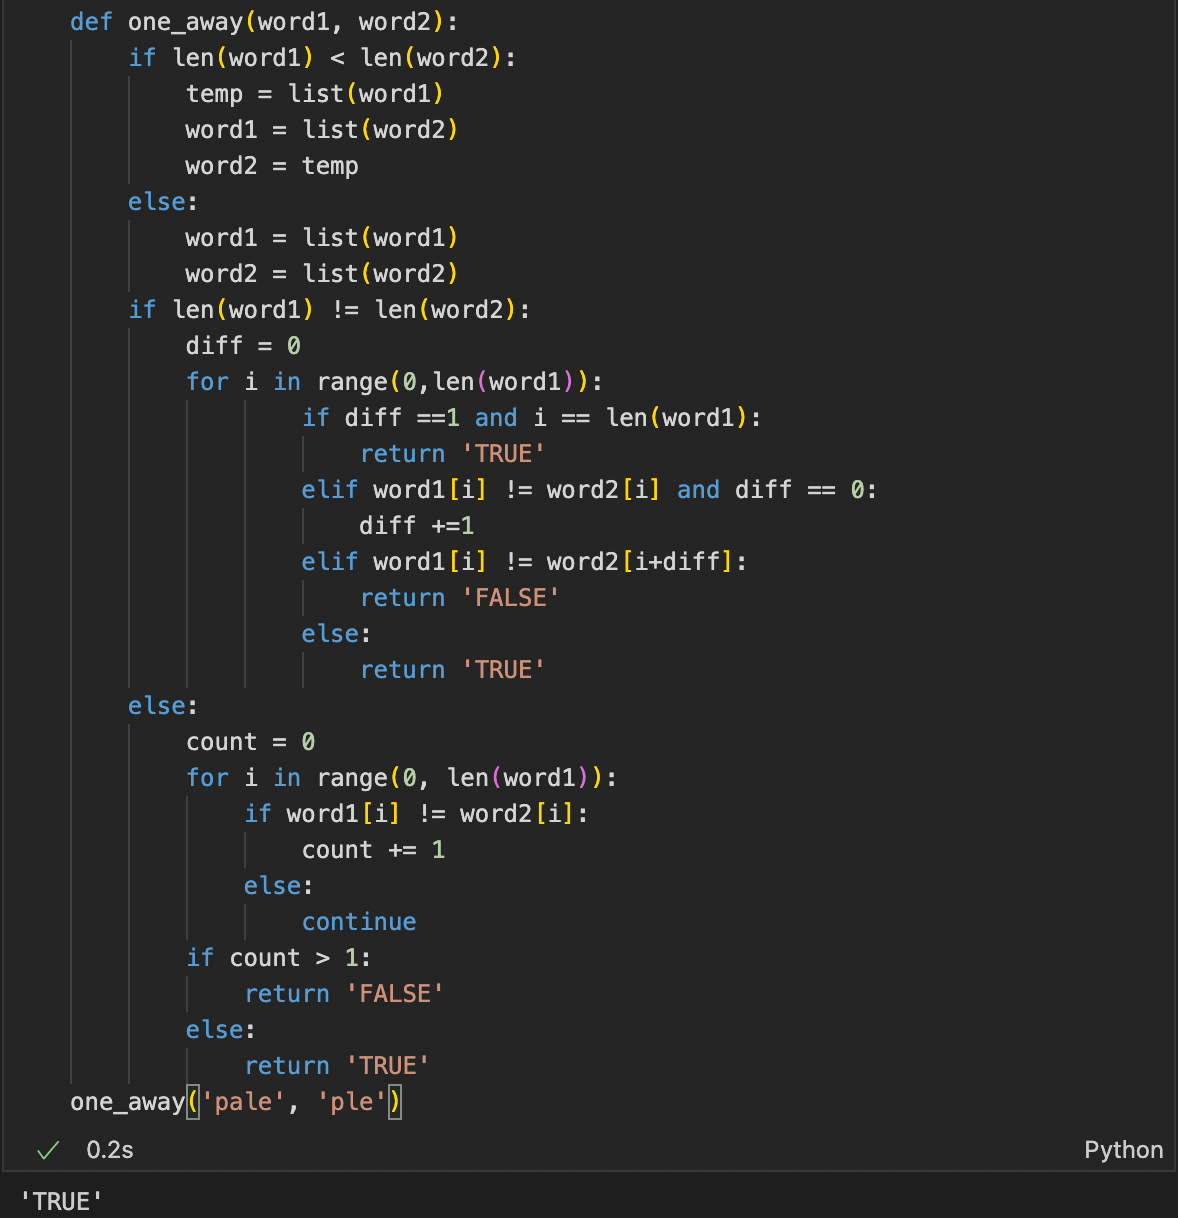 def one_away(word1, word2):
    if len(word1) < len(word2):
        temp = list(word1)
        word1 = list(word2)
        word2 = temp
    else:
        word1 = list(word1)
        word2 = list(word2)
    if len(word1) != len(word2):
        diff = 0
        for i in range(0,len(word1)):
                if diff ==1 and i == len(word1):
                    return 'TRUE'
                elif word1[i] != word2[i] and diff == 0:
                    diff +=1
                elif word1[i] != word2[i+diff]:
                    return 'FALSE'
                else:
                    return 'TRUE'
    else:
        count = 0
        for i in range(0, len(word1)):
            if word1[i] != word2[i]:
                count += 1
            else:
                continue
        if count > 1:
            return 'FALSE'
        else:
            return 'TRUE'
one_away('pale', 'ple')
0.2s Python
'TRUE'